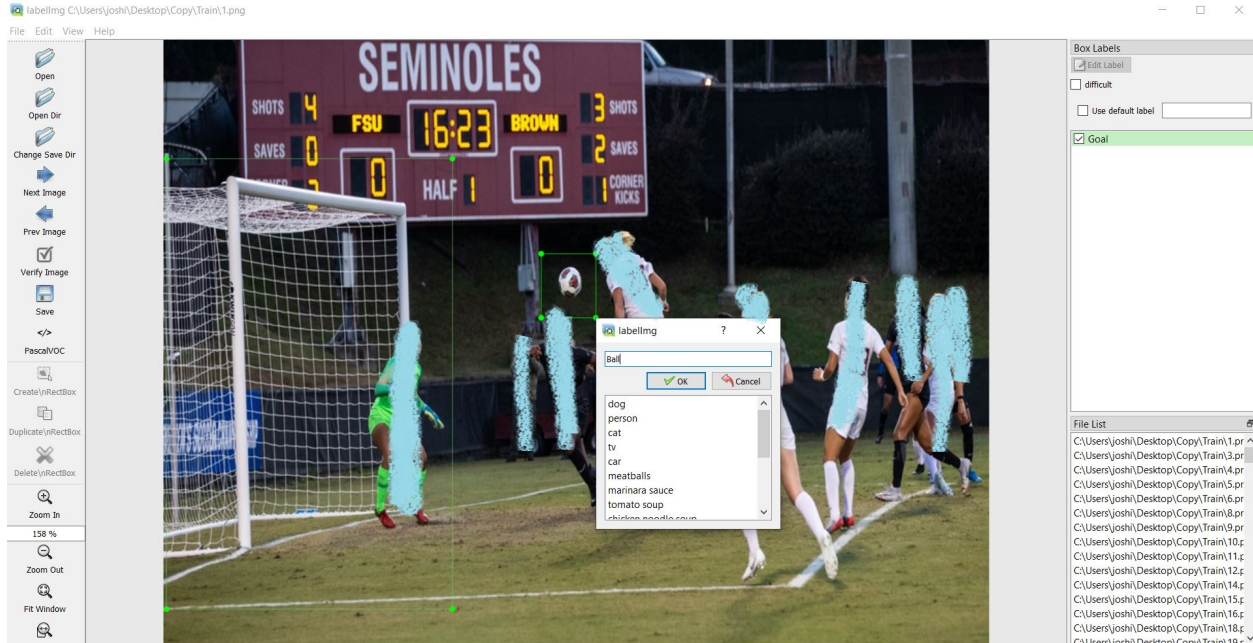 labelImg C:\Users\joshi\Desktop\Copy\Train\1.png
File Edit View Help
Open
Open Dir
Change Save Dir
Next Image
Prev Image
Verify Image
Save
</>
PascalVOC
Create\nRectBox
Duplicate\nRectBox
Delete\nRectBox
Zoom In
158 %
Zoom Out
Fit Window
SEMINOLES
SHOTS 4
FSU
16:23
BROWN
3 SHOTS
SAVES 0
0
HALF 1
0
2 SAVES
1 CORNER
KICKS
labelImg ? X
Ball
OK
Cancel
dog
person
cat
tv
car
meatballs
marinara sauce
tomato soup
chicken noodle soup
Box Labels
Edit Label
difficult
Use default label
Goal
File List
C:\Users\joshi\Desktop\Copy\Train\1.pr
C:\Users\joshi\Desktop\Copy\Train\3.pr
C:\Users\joshi\Desktop\Copy\Train\4.pr
C:\Users\joshi\Desktop\Copy\Train\5.pr
C:\Users\joshi\Desktop\Copy\Train\6.pr
C:\Users\joshi\Desktop\Copy\Train\8.pr
C:\Users\joshi\Desktop\Copy\Train\9.pr
C:\Users\joshi\Desktop\Copy\Train\10.p
C:\Users\joshi\Desktop\Copy\Train\11.p
C:\Users\joshi\Desktop\Copy\Train\12.p
C:\Users\joshi\Desktop\Copy\Train\14.p
C:\Users\joshi\Desktop\Copy\Train\15.p
C:\Users\joshi\Desktop\Copy\Train\16.p
C:\Users\joshi\Desktop\Copy\Train\18.p
C:\Users\joshi\Desktop\Copy\Train\19.p